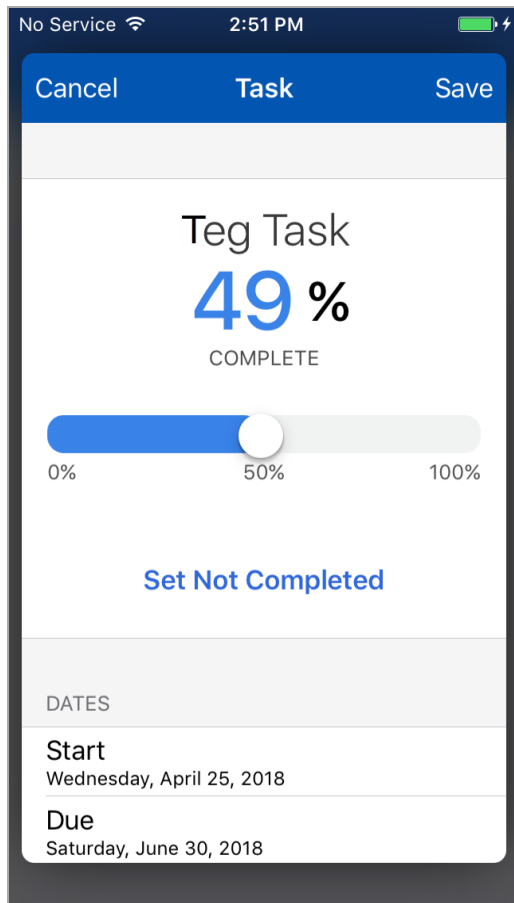 No Service 2:51 PM
Cancel Task Save
Teg Task
49 %
COMPLETE
0% 50% 100%
Set Not Completed
DATES
Start
Wednesday, April 25, 2018
Due
Saturday, June 30, 2018